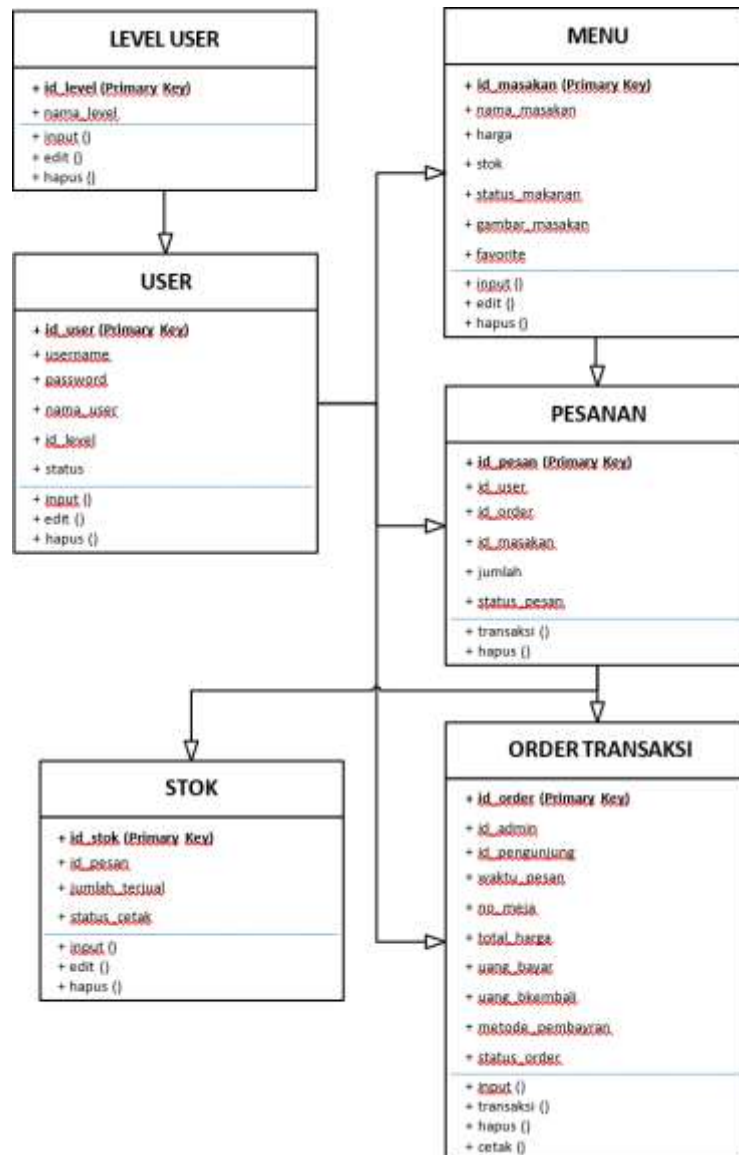 LEVEL USER
+ id_level (Primary Key)
+ nama_level
+ input ()
+ edit ()
+ hapus ()
USER
+ id_user (Primary Key)
+ username
+ password
+ nama_user
+ id_level
+ status
+ input ()
+ edit ()
+ hapus ()
MENU
+ id_masakan (Primary Key)
+ nama_masakan
+ harga
+ stok
+ status_makanan
+ gambar_masakan
+ favorite
+ input ()
+ edit ()
+ hapus ()
PESANAN
+ id_pesan (Primary Key)
+ id_user
+ id_order
+ id_masakan
+ jumlah
+ status_pesan
+ transaksi ()
+ hapus ()
STOK
+ id_stok (Primary Key)
+ id_pesan
+ jumlah_terjual
+ status_cetak
+ input ()
+ edit ()
+ hapus ()
ORDER TRANSAKSI
+ id_order (Primary Key)
+ id_admin
+ id_pengunjung
+ waktu_pesan
+ no_meja
+ total_harga
+ uang_bayar
+ uang_bkembali
+ metode_pembayran
+ status_order
+ input ()
+ transaksi ()
+ hapus ()
+ cetak ()